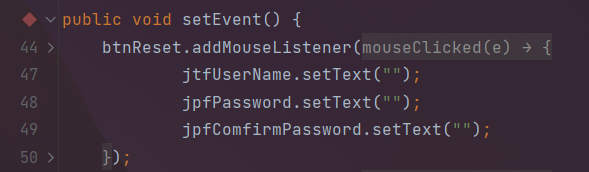 public void setEvent() {
44 btnReset.addMouseListener(mouseClicked(e) → {
47 jtfUserName.setText("");
48 jpfPassword.setText("");
49 jpfComfirmPassword.setText("");
50 });